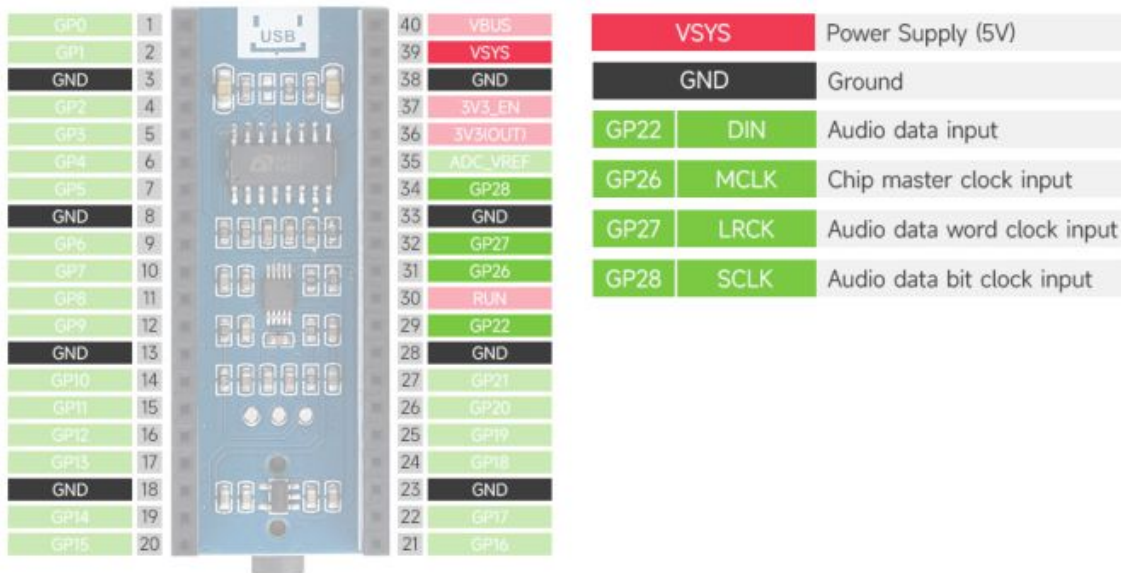 GP0 1 USB 40 VBUS
GP1 2 39 VSYS
GND 3 38 GND
GP2 4 37 3V3_EN
GP3 5 36 3V3(OUT)
GP4 6 35 ADC_VREF
GP5 7 34 GP28
GND 8 33 GND
GP6 9 32 GP27
GP7 10 31 GP26
GP8 11 30 RUN
GP9 12 29 GP22
GND 13 28 GND
GP10 14 27 GP21
GP11 15 26 GP20
GP12 16 25 GP19
GP13 17 24 GP18
GND 18 23 GND
GP14 19 22 GP17
GP15 20 21 GP16
VSYS Power Supply (5V)
GND Ground
GP22 DIN Audio data input
GP26 MCLK Chip master clock input
GP27 LRCK Audio data word clock input
GP28 SCLK Audio data bit clock input